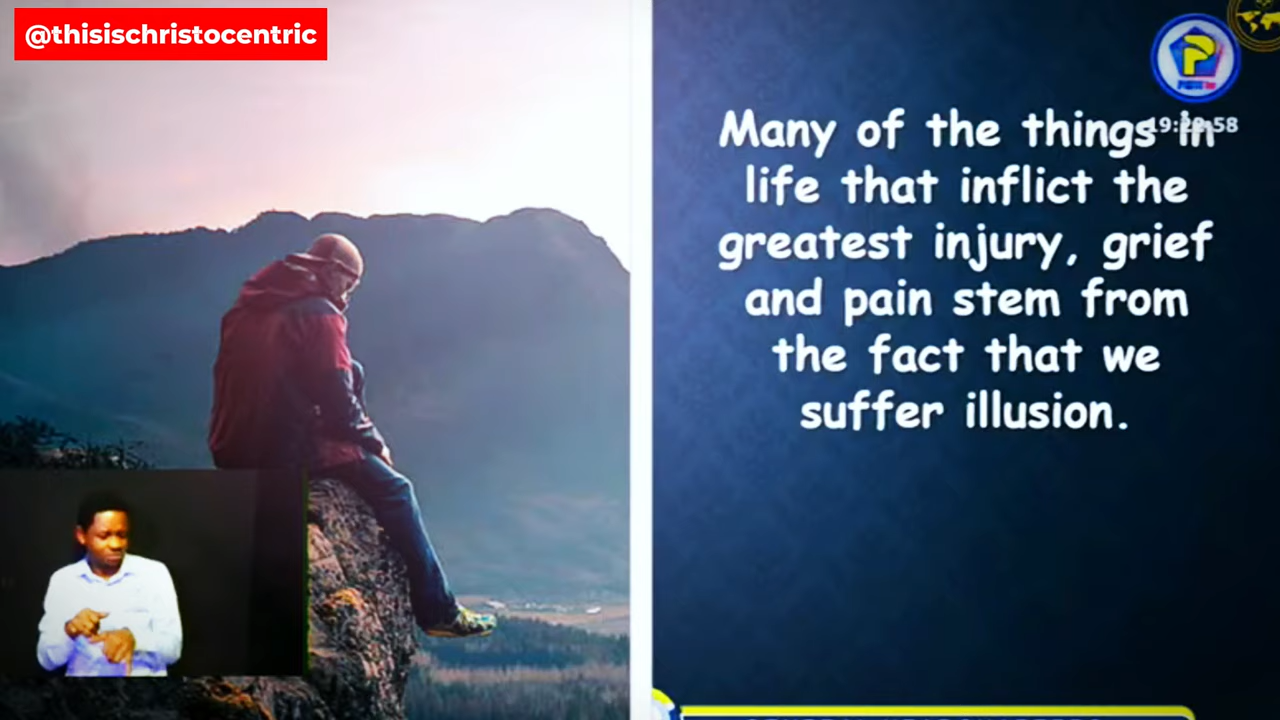 @thisischristocentric
P
Many of the things in
life that inflict the
greatest injury, grief
and pain stem from
the fact that we
suffer illusion.